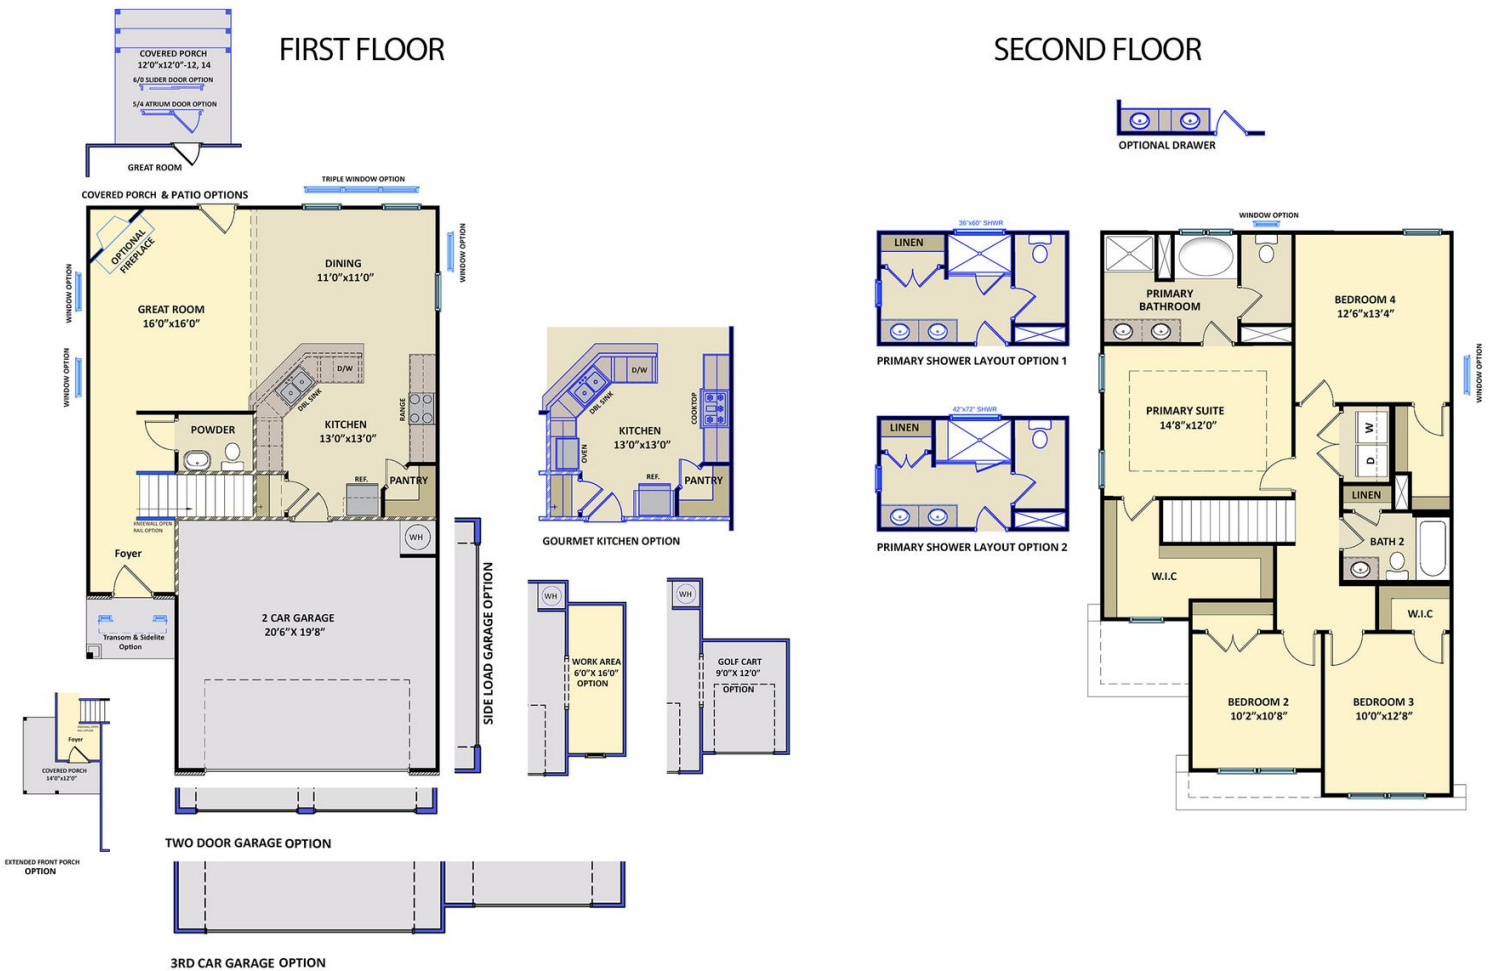 FIRST FLOOR
SECOND FLOOR
COVERED PORCH
12'0"x12'0"-12, 14
6/0 SLIDER DOOR OPTION
5/4 ATRIUM DOOR OPTION
GREAT ROOM
COVERED PORCH & PATIO OPTIONS
TRIPLE WINDOW OPTION
WINDOW OPTION
WINDOW OPTION
WINDOW OPTION
OPTIONAL
FIREPLACE
DINING
11'0"x11'0"
GREAT ROOM
16'0"x16'0"
D/W
DBL SINK
RANGE
KITCHEN
13'0"x13'0"
POWDER
REF.
PANTRY
KNEEWALL OPEN
RAIL OPTION
Foyer
WH
2 CAR GARAGE
20'6"X 19'8"
Transom & Sidelite
Option
SIDE LOAD GARAGE OPTION
Foyer
COVERED PORCH
14'0"x12'0"
EXTENDED FRONT PORCH
OPTION
TWO DOOR GARAGE OPTION
3RD CAR GARAGE OPTION
D/W
DBL SINK
COOKTOP
KITCHEN
13'0"x13'0"
OVEN
REF.
PANTRY
GOURMET KITCHEN OPTION
WH
WORK AREA
6'0"X 16'0"
OPTION
WH
GOLF CART
9'0"X 12'0"
OPTION
36"x60" SHWR
LINEN
PRIMARY SHOWER LAYOUT OPTION 1
42"x72" SHWR
LINEN
PRIMARY SHOWER LAYOUT OPTION 2
OPTIONAL DRAWER
WINDOW OPTION
PRIMARY
BATHROOM
BEDROOM 4
12'6"x13'4"
WINDOW OPTION
PRIMARY SUITE
14'8"x12'0"
W
D
LINEN
BATH 2
W.I.C
W.I.C
BEDROOM 2
10'2"x10'8"
BEDROOM 3
10'0"x12'8"